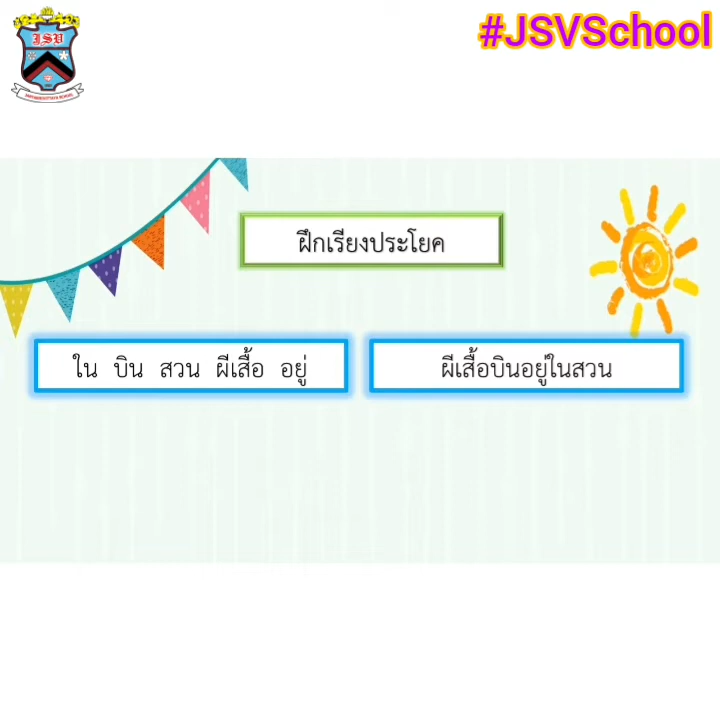 JSV
#JSVSchool
ฝึกเรียงประโยค
ใน บิน สวน ผีเสื้อ อยู่
ผีเสื้อบินอยู่ในสวน